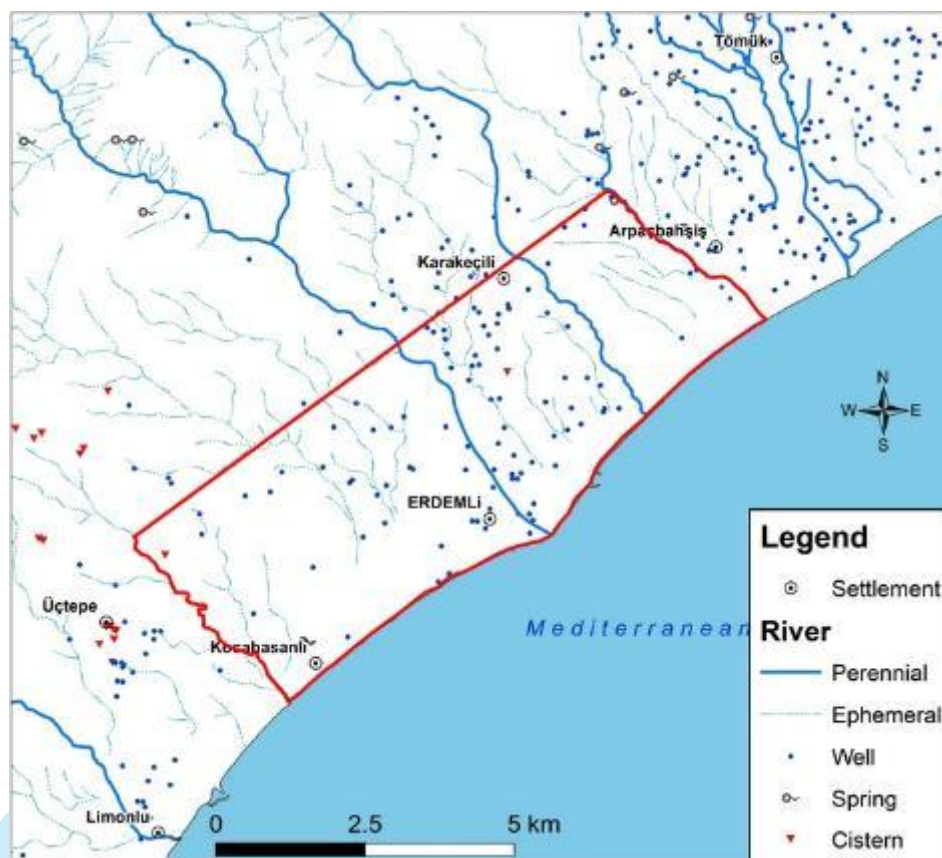 Tömük
Arpaçbahşiş
Karakeçili
ERDEMLİ
Üçtepe
Kocahasanlı
Limonlu
N
W
E
S
Mediterranean
0
2.5
5 km
Legend
Settlement
River
Perennial
Ephemeral
Well
Spring
Cistern